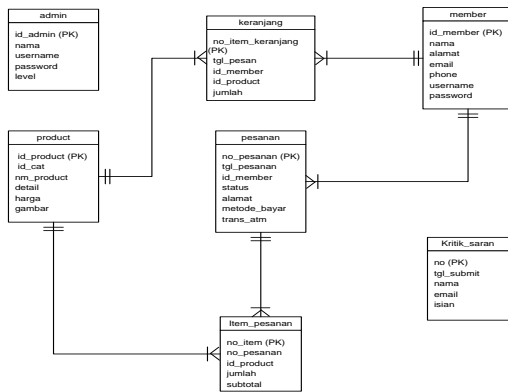 admin
id_admin (PK)
nama
username
password
level
keranjang
no_item_keranjang
(PK)
tgl_pesan
id_member
id_product
jumlah
member
id_member (PK)
nama
alamat
email
phone
username
password
product
id_product (PK)
id_cat
nm_product
detail
harga
gambar
pesanan
no_pesanan (PK)
tgl_pesanan
id_member
status
alamat
metode_bayar
trans_atm
Kritik_saran
no (PK)
tgl_submit
nama
email
isian
Item_pesanan
no_item (PK)
no_pesanan
id_product
jumlah
subtotal